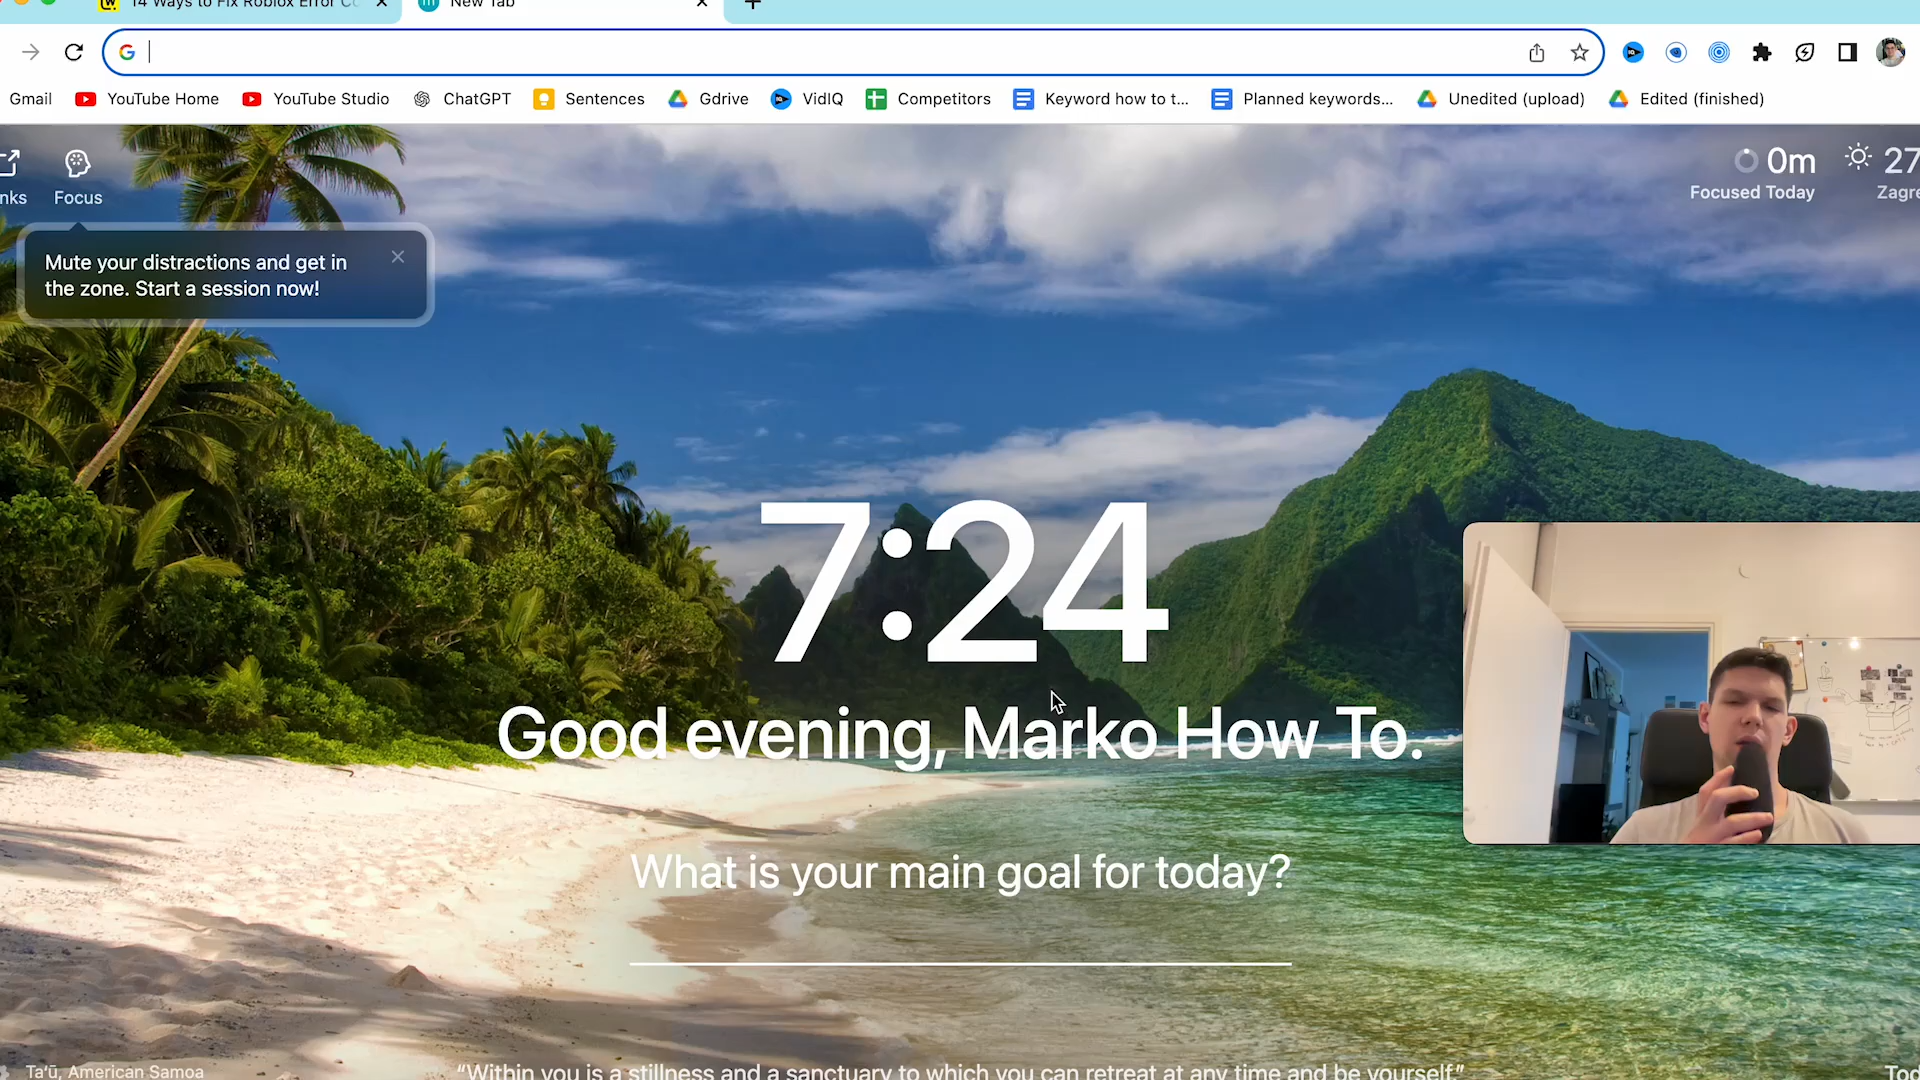 14 Ways to Fix Roblox Error
New Tab
Gmail
YouTube Home
YouTube Studio
ChatGPT
Sentences
Gdrive
VidIQ
Competitors
Keyword how to t...
Planned keywords...
Unedited (upload)
Edited (finished)
nks
Focus
0m
Focused Today
27
Zagre
Mute your distractions and get in
the zone. Start a session now!
7:24
Good evening, Marko How To.
What is your main goal for today?
Ta'ū, American Samoa
"Within you is a stillness and a sanctuary to which you can retreat at any time and be yourself."